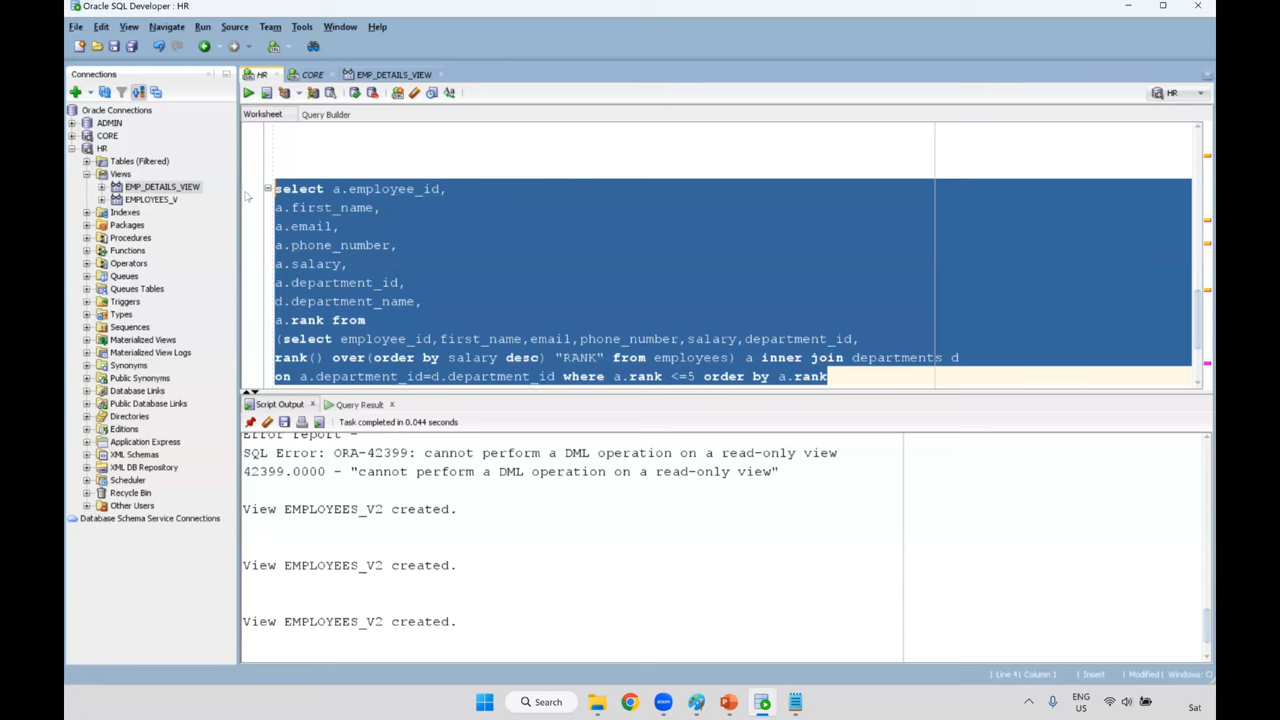 Oracle SQL Developer : HR
File Edit View Navigate Run Source Team Tools Window Help
Connections
HR CORE EMP_DETAILS_VIEW
HR
Worksheet Query Builder
Oracle Connections
ADMIN
CORE
HR
Tables (Filtered)
Views
EMP_DETAILS_VIEW
EMPLOYEES_V
Indexes
Packages
Procedures
Functions
Operators
Queues
Queues Tables
Triggers
Types
Sequences
Materialized Views
Materialized View Logs
Synonyms
Public Synonyms
Database Links
Public Database Links
Directories
Editions
Application Express
XML Schemas
XML DB Repository
Scheduler
Recycle Bin
Other Users
Database Schema Service Connections
select a.employee_id,
a.first_name,
a.email,
a.phone_number,
a.salary,
a.department_id,
d.department_name,
a.rank from
(select employee_id,first_name,email,phone_number,salary,department_id,
rank() over(order by salary desc) "RANK" from employees) a inner join departments d
on a.department_id=d.department_id where a.rank <=5 order by a.rank
Script Output Query Result
Task completed in 0.044 seconds
Error report -
SQL Error: ORA-42399: cannot perform a DML operation on a read-only view
42399.0000 - "cannot perform a DML operation on a read-only view"
View EMPLOYEES_V2 created.
View EMPLOYEES_V2 created.
View EMPLOYEES_V2 created.
Line 41 Column 1 Insert Modified Windows:
Search
ENG
US
Sat